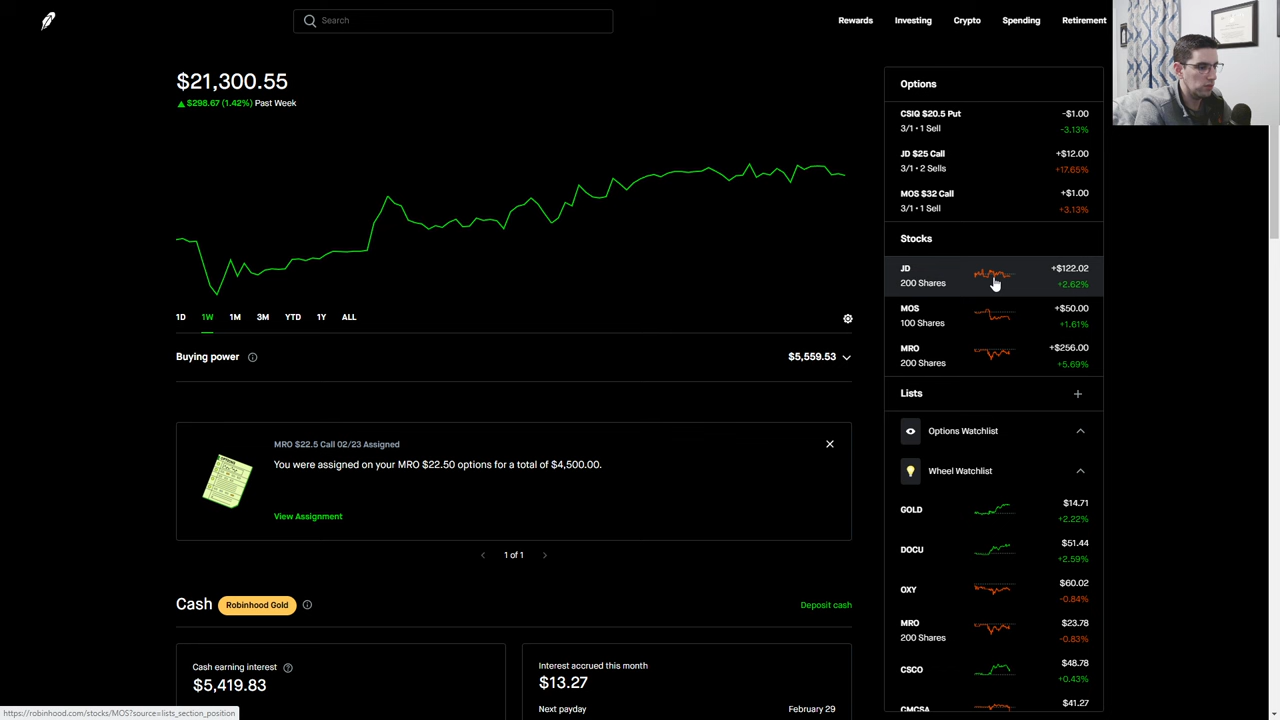 Search
Rewards
Investing
Crypto
Spending
Retirement
$21,300.55
▲ $298.67 (1.42%) Past Week
1D
1W
1M
3M
YTD
1Y
ALL
Buying power
$5,559.53
MRO $22.5 Call 02/23 Assigned
You were assigned on your MRO $22.50 options for a total of $4,500.00.
View Assignment
1 of 1
Cash
Robinhood Gold
Deposit cash
Cash earning interest
$5,419.83
Interest accrued this month
$13.27
Next payday
February 29
https://robinhood.com/stocks/MOS?source=lists_section_position
Options
CSIQ $20.5 Put
-$1.00
3/1 • 1 Sell
-3.13%
JD $25 Call
+$12.00
3/1 • 2 Sells
+17.65%
MOS $32 Call
+$1.00
3/1 • 1 Sell
+3.13%
Stocks
JD
+$122.02
200 Shares
+2.62%
MOS
+$50.00
100 Shares
+1.61%
MRO
+$256.00
200 Shares
+5.69%
Lists
Options Watchlist
Wheel Watchlist
GOLD
$14.71
+2.22%
DOCU
$51.44
+2.59%
OXY
$60.02
-0.84%
MRO
$23.78
200 Shares
-0.83%
CSCO
$48.78
+0.43%
CMCSA
$41.27